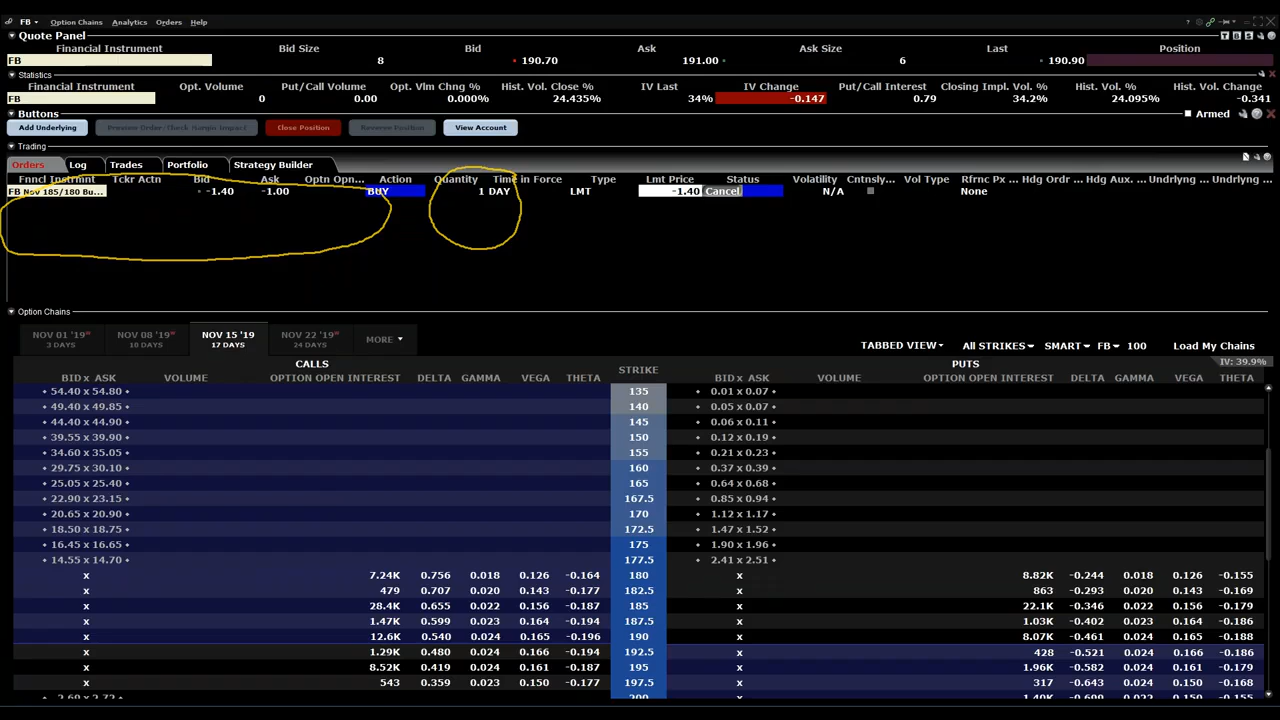 FB Option Chains Analytics Orders Help ?
Quote Panel T B S
Financial Instrument Bid Size Bid Ask Ask Size Last Position
FB 8 190.70 191.00 6 190.90
Statistics
Financial Instrument Opt. Volume Put/Call Volume Opt. Vlm Chng % Hist. Vol. Close % IV Last IV Change Put/Call Interest Closing Impl. Vol. % Hist. Vol. % Hist. Vol. Change
FB 0 0.00 0.000% 24.435% 34% -0.147 0.79 34.2% 24.095% -0.341
Buttons Armed
Add Underlying Preview Order/Check Margin Impact Close Position Reverse Position View Account
Trading
Orders Log Trades Portfolio Strategy Builder
Fnncl Instrmnt Tckr Actn Bid Ask Optn Opn... Action Quantity Time in Force Type Lmt Price Status Volatility Cntnsly... Vol Type Rfrnc Px ... Hdg Ordr ... Hdg Aux. ... Undrlyng ... Undrlyng ...
FB Nov 185/180 Bu... -1.40 -1.00 BUY 1 DAY LMT -1.40 Cancel N/A None
Option Chains
NOV 01 '19 NOV 08 '19 NOV 15 '19 NOV 22 '19 MORE
3 DAYS 10 DAYS 17 DAYS 24 DAYS
TABBED VIEW All STRIKES SMART FB 100 Load My Chains
CALLS STRIKE PUTS IV: 39.9%
BID x ASK VOLUME OPTION OPEN INTEREST DELTA GAMMA VEGA THETA BID x ASK VOLUME OPTION OPEN INTEREST DELTA GAMMA VEGA THETA
54.40 x 54.80 135 0.01 x 0.07
49.40 x 49.85 140 0.05 x 0.07
44.40 x 44.90 145 0.06 x 0.11
39.55 x 39.90 150 0.12 x 0.19
34.60 x 35.05 155 0.21 x 0.23
29.75 x 30.10 160 0.37 x 0.39
25.05 x 25.40 165 0.64 x 0.68
22.90 x 23.15 167.5 0.85 x 0.94
20.65 x 20.90 170 1.12 x 1.17
18.50 x 18.75 172.5 1.47 x 1.52
16.45 x 16.65 175 1.90 x 1.96
14.55 x 14.70 177.5 2.41 x 2.51
x 7.24K 0.756 0.018 0.126 -0.164 180 x 8.82K -0.244 0.018 0.126 -0.155
x 479 0.707 0.020 0.143 -0.177 182.5 x 863 -0.293 0.020 0.143 -0.169
x 28.4K 0.655 0.022 0.156 -0.187 185 x 22.1K -0.346 0.022 0.156 -0.179
x 1.47K 0.599 0.023 0.164 -0.194 187.5 x 1.03K -0.402 0.023 0.164 -0.186
x 12.6K 0.540 0.024 0.165 -0.196 190 x 8.07K -0.461 0.024 0.165 -0.188
x 1.29K 0.480 0.024 0.166 -0.194 192.5 x 428 -0.521 0.024 0.166 -0.186
x 8.52K 0.419 0.024 0.161 -0.187 195 x 1.96K -0.582 0.024 0.161 -0.179
x 543 0.359 0.023 0.150 -0.177 197.5 x 317 -0.643 0.024 0.150 -0.168